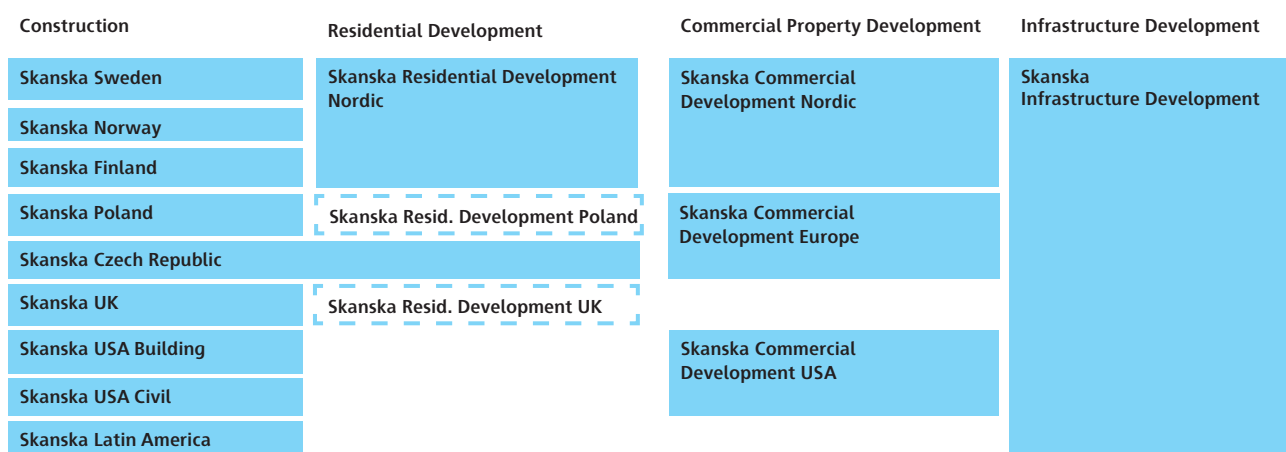 Construction
Skanska Sweden
Skanska Norway
Skanska Finland
Skanska Poland
Skanska Czech Republic
Skanska UK
Skanska USA Building
Skanska USA Civil
Skanska Latin America
Residential Development
Skanska Residential Development
Nordic
Skanska Resid. Development Poland
Skanska Resid. Development UK
Commercial Property Development
Skanska Commercial
Development Nordic
Skanska Commercial
Development Europe
Skanska Commercial
Development USA
Infrastructure Development
Skanska
Infrastructure Development